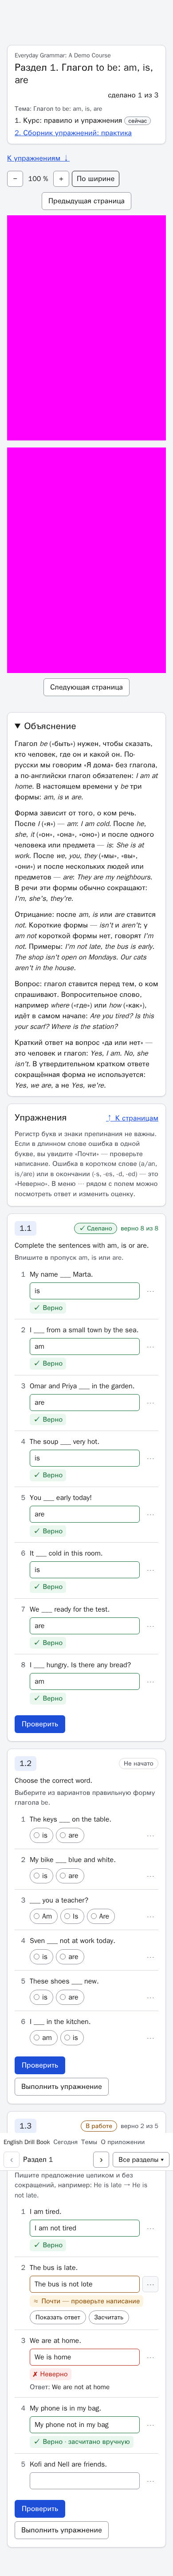 Everyday Grammar: A Demo Course
Раздел 1. Глагол to be: am, is,
are
сделано 1 из 3
Тема: Глагол to be: am, is, are
1. Курс: правило и упражнения сейчас
2. Сборник упражнений: практика
К упражнениям ↓
− 100 % + По ширине
Предыдущая страница
Следующая страница
▼ Объяснение
Глагол be («быть») нужен, чтобы сказать,
кто человек, где он и какой он. По-
русски мы говорим «Я дома» без глагола,
а по-английски глагол обязателен: I am at
home. В настоящем времени у be три
формы: am, is и are.
Форма зависит от того, о ком речь.
После I («я») — am: I am cold. После he,
she, it («он», «она», «оно») и после одного
человека или предмета — is: She is at
work. После we, you, they («мы», «вы»,
«они») и после нескольких людей или
предметов — are: They are my neighbours.
В речи эти формы обычно сокращают:
I'm, she's, they're.
Отрицание: после am, is или are ставится
not. Короткие формы — isn't и aren't; у
am not короткой формы нет, говорят I'm
not. Примеры: I'm not late, the bus is early.
The shop isn't open on Mondays. Our cats
aren't in the house.
Вопрос: глагол ставится перед тем, о ком
спрашивают. Вопросительное слово,
например where («где») или how («как»),
идёт в самом начале: Are you tired? Is this
your scarf? Where is the station?
Краткий ответ на вопрос «да или нет» —
это человек и глагол: Yes, I am. No, she
isn't. В утвердительном кратком ответе
сокращённая форма не используется:
Yes, we are, а не Yes, we're.
Упражнения ↑ К страницам
Регистр букв и знаки препинания не важны.
Если в длинном слове ошибка в одной
букве, вы увидите «Почти» — проверьте
написание. Ошибка в коротком слове (a/an,
is/are) или в окончании (-s, -es, -d, -ed) — это
«Неверно». В меню ⋯ рядом с полем можно
посмотреть ответ и изменить оценку.
1.1 ✓ Сделано верно 8 из 8
Complete the sentences with am, is or are.
Впишите в пропуск am, is или are.
1 My name ___ Marta.
is ⋯
✓ Верно
2 I ___ from a small town by the sea.
am ⋯
✓ Верно
3 Omar and Priya ___ in the garden.
are ⋯
✓ Верно
4 The soup ___ very hot.
is ⋯
✓ Верно
5 You ___ early today!
are ⋯
✓ Верно
6 It ___ cold in this room.
is ⋯
✓ Верно
7 We ___ ready for the test.
are ⋯
✓ Верно
8 I ___ hungry. Is there any bread?
am ⋯
✓ Верно
Проверить
1.2 Не начато
Choose the correct word.
Выберите из вариантов правильную форму
глагола be.
1 The keys ___ on the table.
is are ⋯
2 My bike ___ blue and white.
is are ⋯
3 ___ you a teacher?
Am Is Are ⋯
4 Sven ___ not at work today.
is are ⋯
5 These shoes ___ new.
is are ⋯
6 I ___ in the kitchen.
am is ⋯
Проверить
Выполнить упражнение
1.3 В работе верно 2 из 5
English Drill Book Сегодня Темы О приложении
‹ Раздел 1 › Все разделы ▾
Пишите предложение целиком и без
сокращений, например: He is late → He is
not late.
1 I am tired.
I am not tired ⋯
✓ Верно
2 The bus is late.
The bus is not lote ⋯
≈ Почти — проверьте написание
Показать ответ Засчитать
3 We are at home.
We is home ⋯
✗ Неверно
Ответ: We are not at home
4 My phone is in my bag.
My phone not in my bag ⋯
✓ Верно · засчитано вручную
5 Kofi and Nell are friends.
⋯
Проверить
Выполнить упражнение